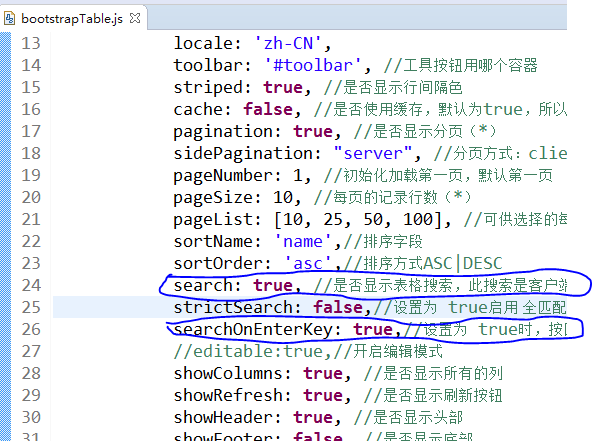 bootstrapTable.js
13 locale: 'zh-CN',
14 toolbar: '#toolbar', //工具按钮用哪个容器
15 striped: true, //是否显示行间隔色
16 cache: false, //是否使用缓存，默认为true，所以
17 pagination: true, //是否显示分页（*）
18 sidePagination: "server", //分页方式：clie
19 pageNumber: 1, //初始化加载第一页，默认第一页
20 pageSize: 10, //每页的记录行数（*）
21 pageList: [10, 25, 50, 100], //可供选择的
22 sortName: 'name',//排序字段
23 sortOrder: 'asc',//排序方式ASC|DESC
24 search: true, //是否显示表格搜索，此搜索是客户
25 strictSearch: false,//设置为 true启用 全匹配
26 searchOnEnterKey: true,//设置为 true时，按
27 //editable:true,//开启编辑模式
28 showColumns: true, //是否显示所有的列
29 showRefresh: true, //是否显示刷新按钮
30 showHeader: true, //是否显示头部
31 showFooter: false, //是否显示底部